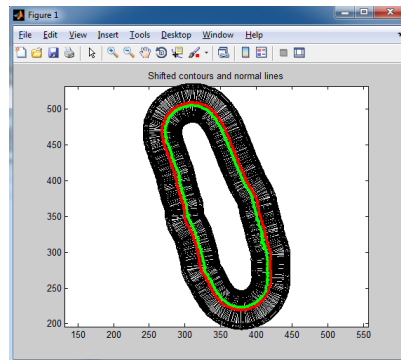 Figure 1
File Edit View Insert Tools Desktop Window Help
Shifted contours and normal lines
500
450
400
350
300
250
200
150 200 250 300 350 400 450 500 550